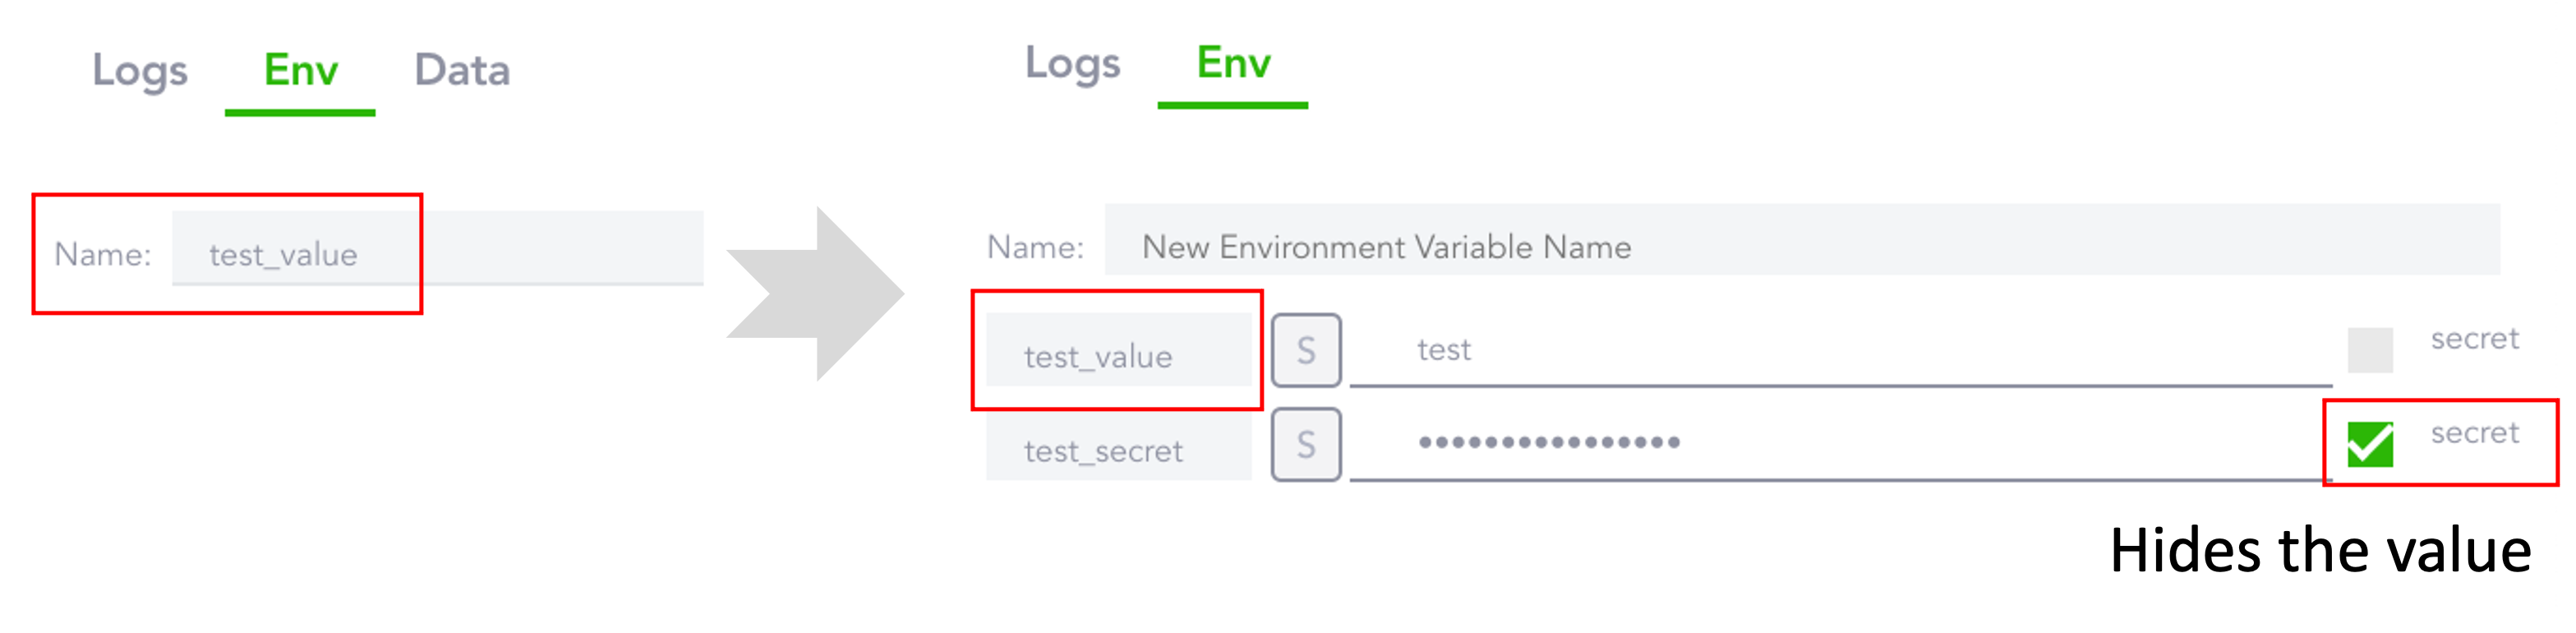 Logs Env Data
Name: test_value
Logs Env
Name: New Environment Variable Name
test_value S test secret
test_secret S •••••••••••••••• secret
Hides the value